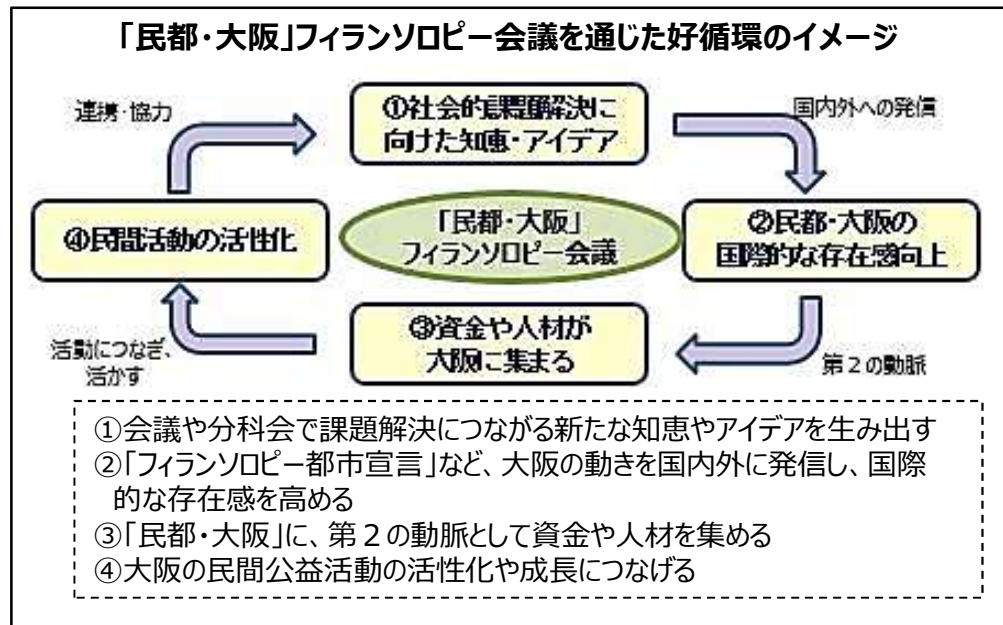 「民都・大阪」フィランソロピー会議を通じた好循環のイメージ
連携・協力
①社会的課題解決に
向けた知恵・アイデア
国内外への発信
④民間活動の活性化
「民都・大阪」
フィランソロピー会議
②民都・大阪の
国際的な存在感向上
③資金や人材が
大阪に集まる
活動につなぎ、
活かす
第２の動脈
①会議や分科会で課題解決につながる新たな知恵やアイデアを生み出す
②「フィランソロピー都市宣言」など、大阪の動きを国内外に発信し、国際
的な存在感を高める
③「民都・大阪」に、第２の動脈として資金や人材を集める
④大阪の民間公益活動の活性化や成長につなげる